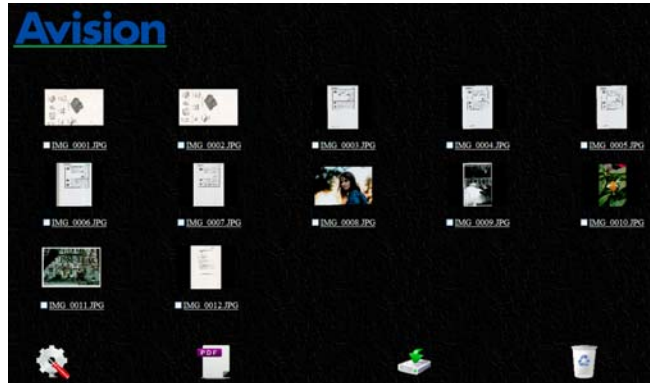 Avision
IMG_0001.JPG IMG_0002.JPG IMG_0003.JPG IMG_0004.JPG IMG_0005.JPG
IMG_0006.JPG IMG_0007.JPG IMG_0008.JPG IMG_0009.JPG IMG_0010.JPG
IMG_0011.JPG IMG_0012.JPG
PDF